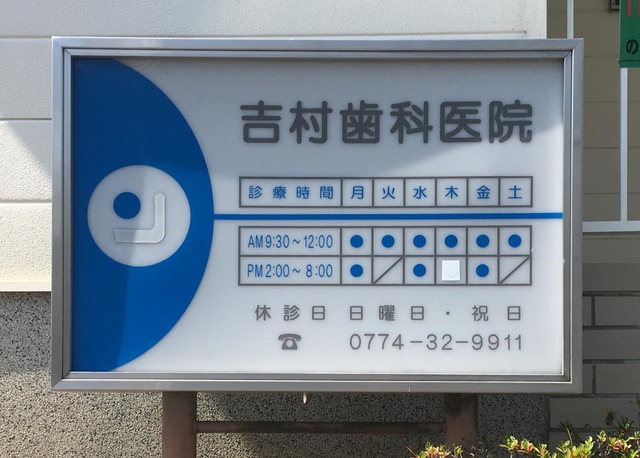 吉村歯科医院
診療時間 月 火 水 木 金 土
AM9:30～12:00 ● ● ● ● ● ●
PM2:00～8:00 ● ／ ● ● ／
休診日 日曜日・祝日
☎ 0774-32-9911
の